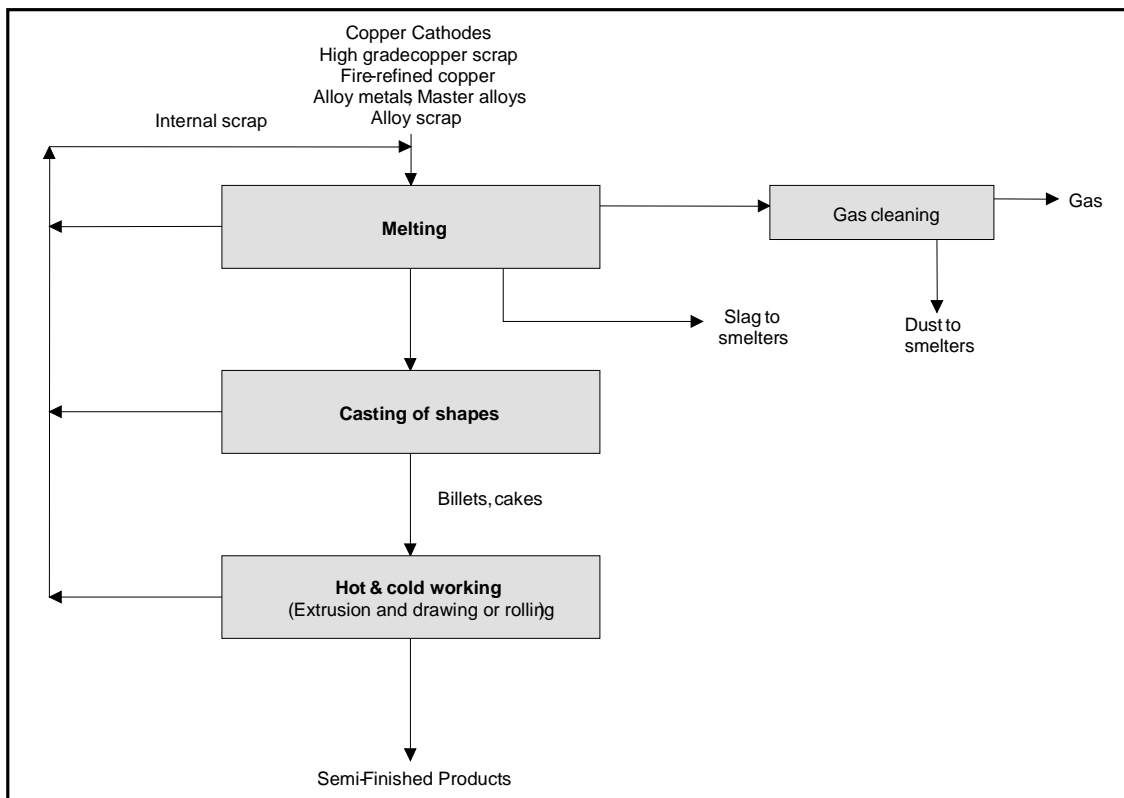 Copper Cathodes
High gradecopper scrap
Fire-refined copper
Alloy metals, Master alloys
Alloy scrap
Internal scrap
Melting
Gas cleaning
Gas
Slag to
smelters
Dust to
smelters
Casting of shapes
Billets, cakes
Hot & cold working
(Extrusion and drawing or rolling)
Semi-Finished Products